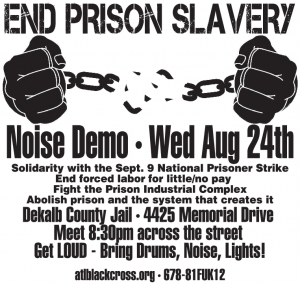 END PRISON SLAVERY
Noise Demo • Wed Aug 24th
Solidarity with the Sept. 9 National Prisoner Strike
End forced labor for little/no pay
Fight the Prison Industrial Complex
Abolish prison and the system that creates it
Dekalb County Jail • 4425 Memorial Drive
Meet 8:30pm across the street
Get LOUD - Bring Drums, Noise, Lights!
atlblackcross.org • 678-81FUK12